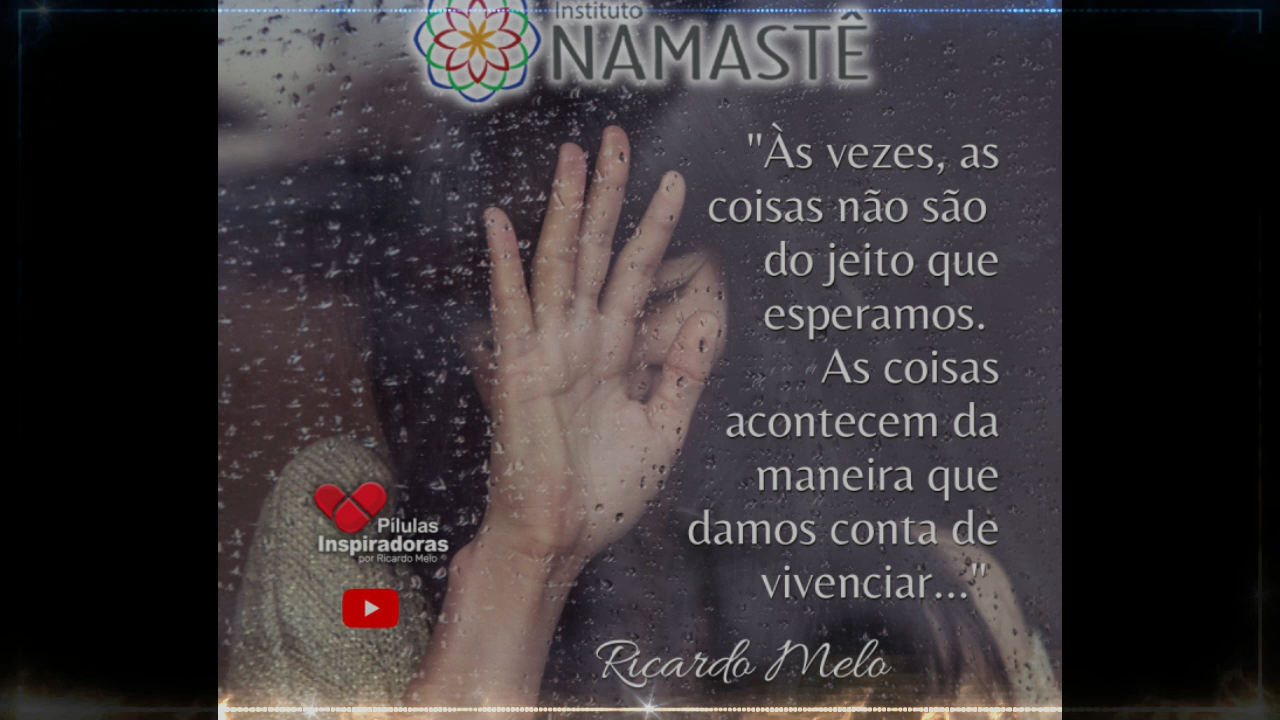 Instituto
NAMASTÊ
"Às vezes, as
coisas não são
do jeito que
esperamos.
As coisas
acontecem da
maneira que
damos conta de
vivenciar..."
Pílulas
Inspiradoras
por Ricardo Melo
Ricardo Melo